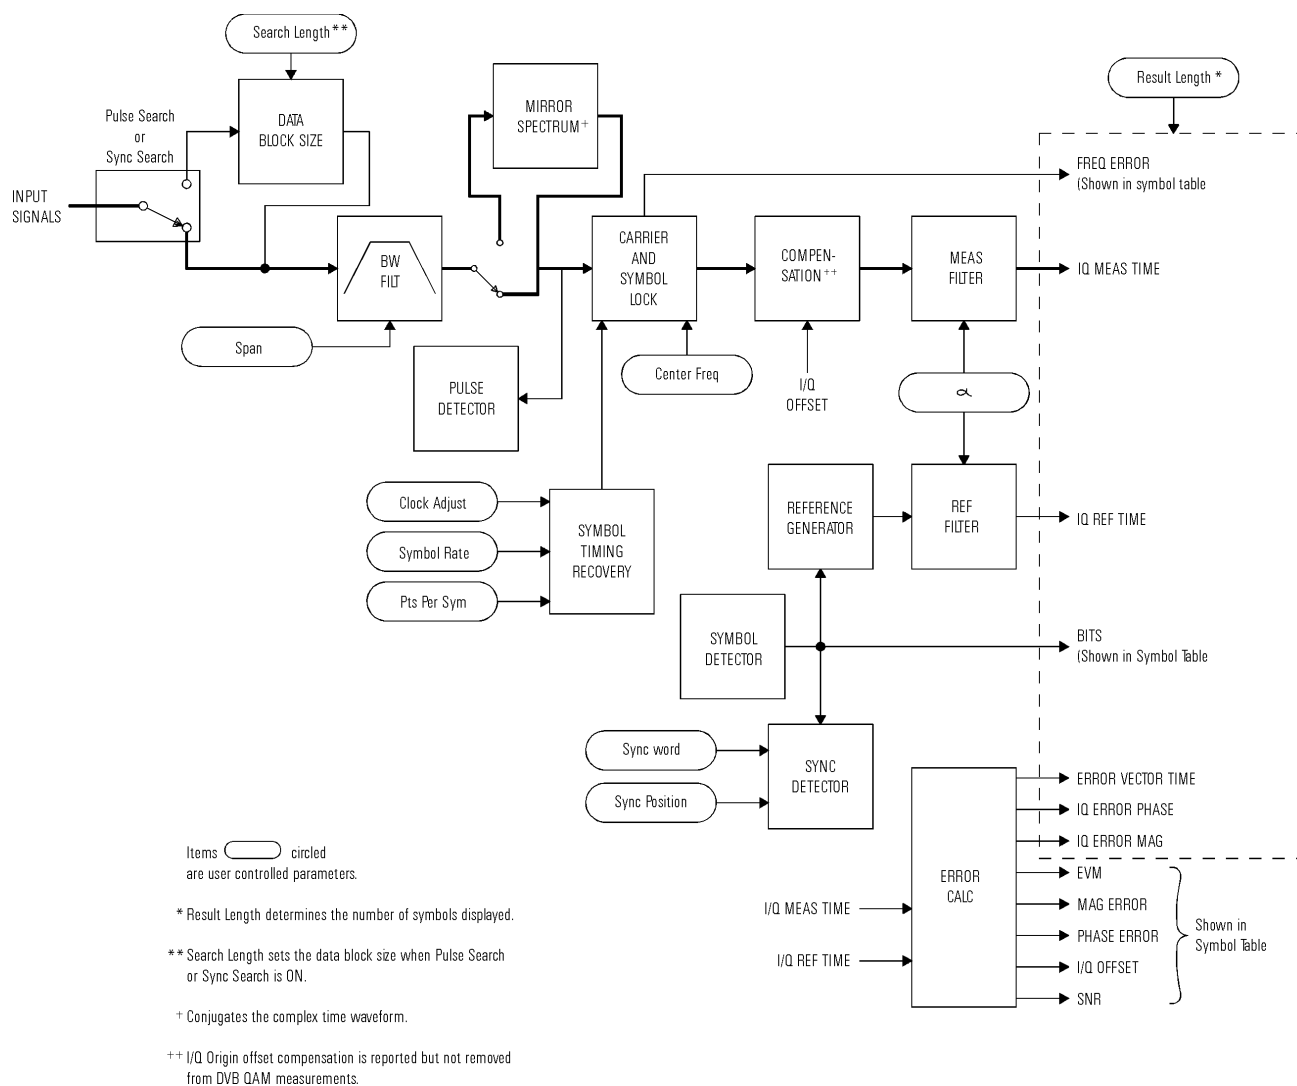 Search Length**
Result Length *
MIRROR
SPECTRUM+
Pulse Search
or
Sync Search
DATA
BLOCK SIZE
FREQ ERROR
(Shown in symbol table
INPUT
SIGNALS
CARRIER
AND
SYMBOL
LOCK
BW
FILT
COMPEN-
SATION++
MEAS
FILTER
IQ MEAS TIME
Span
Center Freq
PULSE
DETECTOR
I/Q
OFFSET
α
Clock Adjust
Symbol Rate
Pts Per Sym
SYMBOL
TIMING
RECOVERY
REFERENCE
GENERATOR
REF
FILTER
IQ REF TIME
SYMBOL
DETECTOR
BITS
(Shown in Symbol Table
Sync word
Sync Position
SYNC
DETECTOR
ERROR VECTOR TIME
IQ ERROR PHASE
IQ ERROR MAG
ERROR
CALC
EVM
MAG ERROR
PHASE ERROR
I/Q OFFSET
SNR
Shown in
Symbol Table
I/Q MEAS TIME
I/Q REF TIME
Items circled
are user controlled parameters.
* Result Length determines the number of symbols displayed.
** Search Length sets the data block size when Pulse Search
or Sync Search is ON.
+ Conjugates the complex time waveform.
++ I/Q Origin offset compensation is reported but not removed
from DVB QAM measurements.